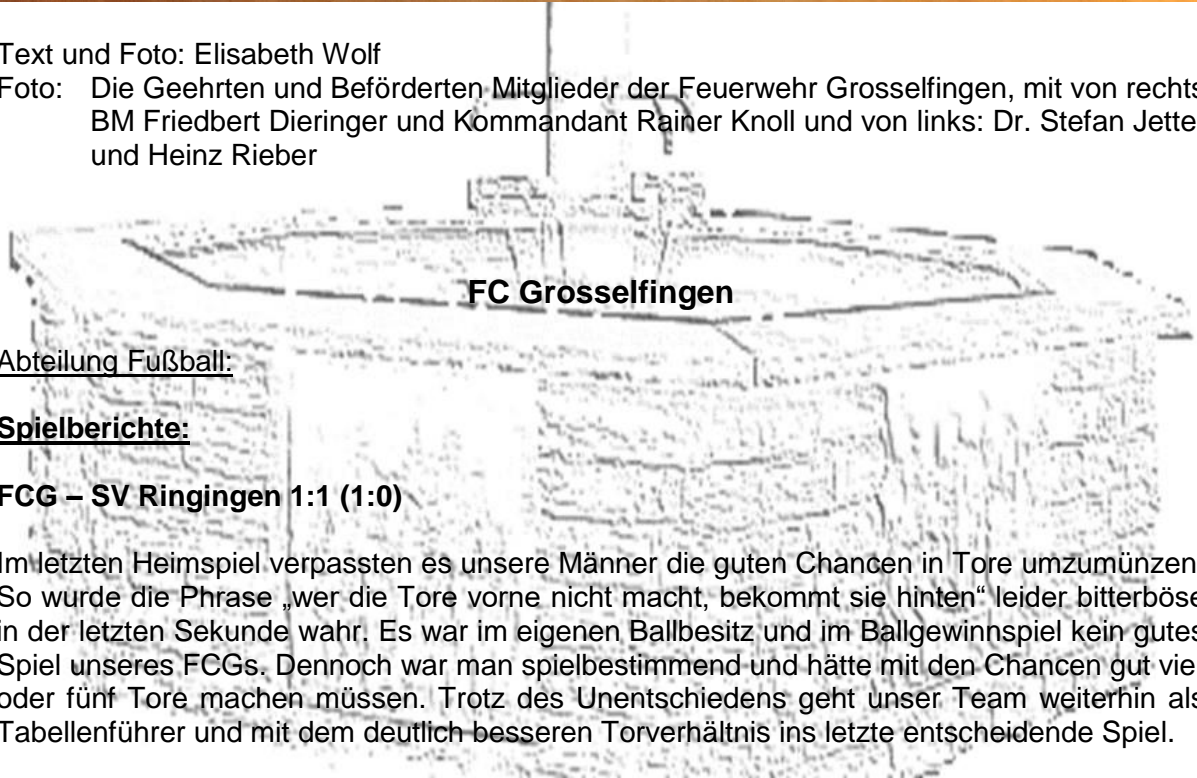 Text und Foto: Elisabeth Wolf
Foto: Die Geehrten und Beförderten Mitglieder der Feuerwehr Grosselfingen, mit von rechts
BM Friedbert Dieringer und Kommandant Rainer Knoll und von links: Dr. Stefan Jette
und Heinz Rieber
FC Grosselfingen
Abteilung Fußball:
Spielberichte:
FCG – SV Ringingen 1:1 (1:0)
Im letzten Heimspiel verpassten es unsere Männer die guten Chancen in Tore umzumünzen
So wurde die Phrase „wer die Tore vorne nicht macht, bekommt sie hinten“ leider bitterböse
in der letzten Sekunde wahr. Es war im eigenen Ballbesitz und im Ballgewinnspiel kein gutes
Spiel unseres FCGs. Dennoch war man spielbestimmend und hätte mit den Chancen gut vie
oder fünf Tore machen müssen. Trotz des Unentschiedens geht unser Team weiterhin als
Tabellenführer und mit dem deutlich besseren Torverhältnis ins letzte entscheidende Spiel.